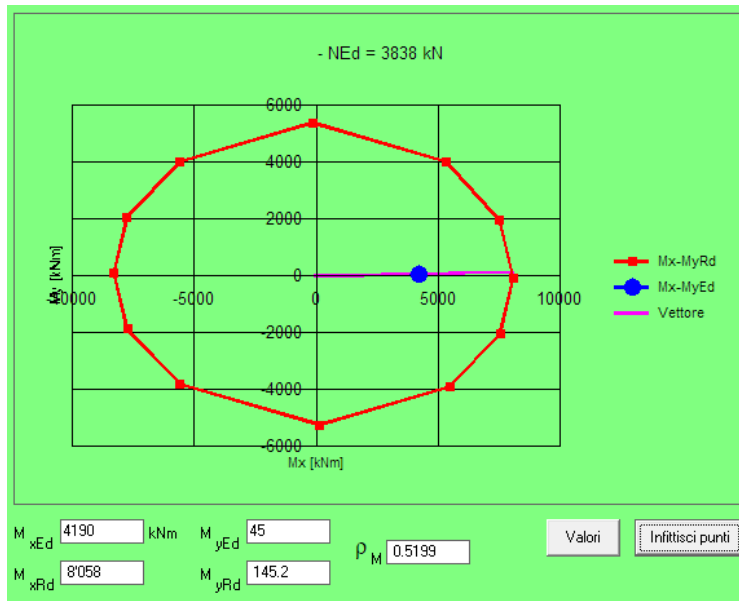 - NEd = 3838 kN
6000
4000
2000
0
-2000
-4000
-6000
-10000 -5000 0 5000 10000
My [kNm]
Mx [kNm]
Mx-MyRd
Mx-MyEd
Vettore
M xEd 4190 kNm M yEd 45
ρ M 0.5199
Valori Infittisci punti
M xRd 8'058 M yRd 145.2